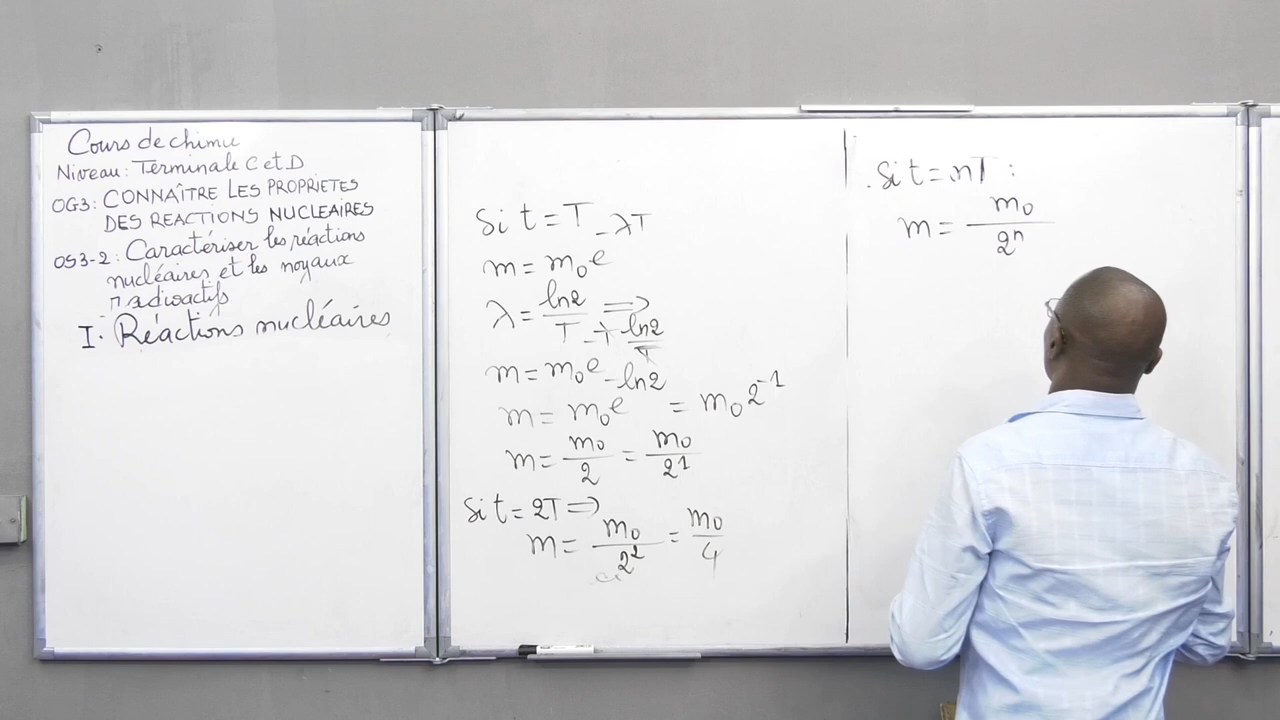 Cours de chimie
Niveau : Terminale C et D
OG3 : CONNAÎTRE LES PROPRIETES
DES REACTIONS NUCLEAIRES
OS3-2 : Caractériser les réactions
nucléaires et les noyaux
radioactifs
I. Réactions nucléaires
Si t = T
m = m₀e^(-λT)
λ = ln2/T ⟹
m = m₀e^(-T ln2/T)
m = m₀e^(-ln2) = m₀2⁻¹
m = m₀/2 = m₀/2¹
Si t = 2T ⟹
m = m₀/2² = m₀/4
. Si t = nT :
m = m₀/2ⁿ